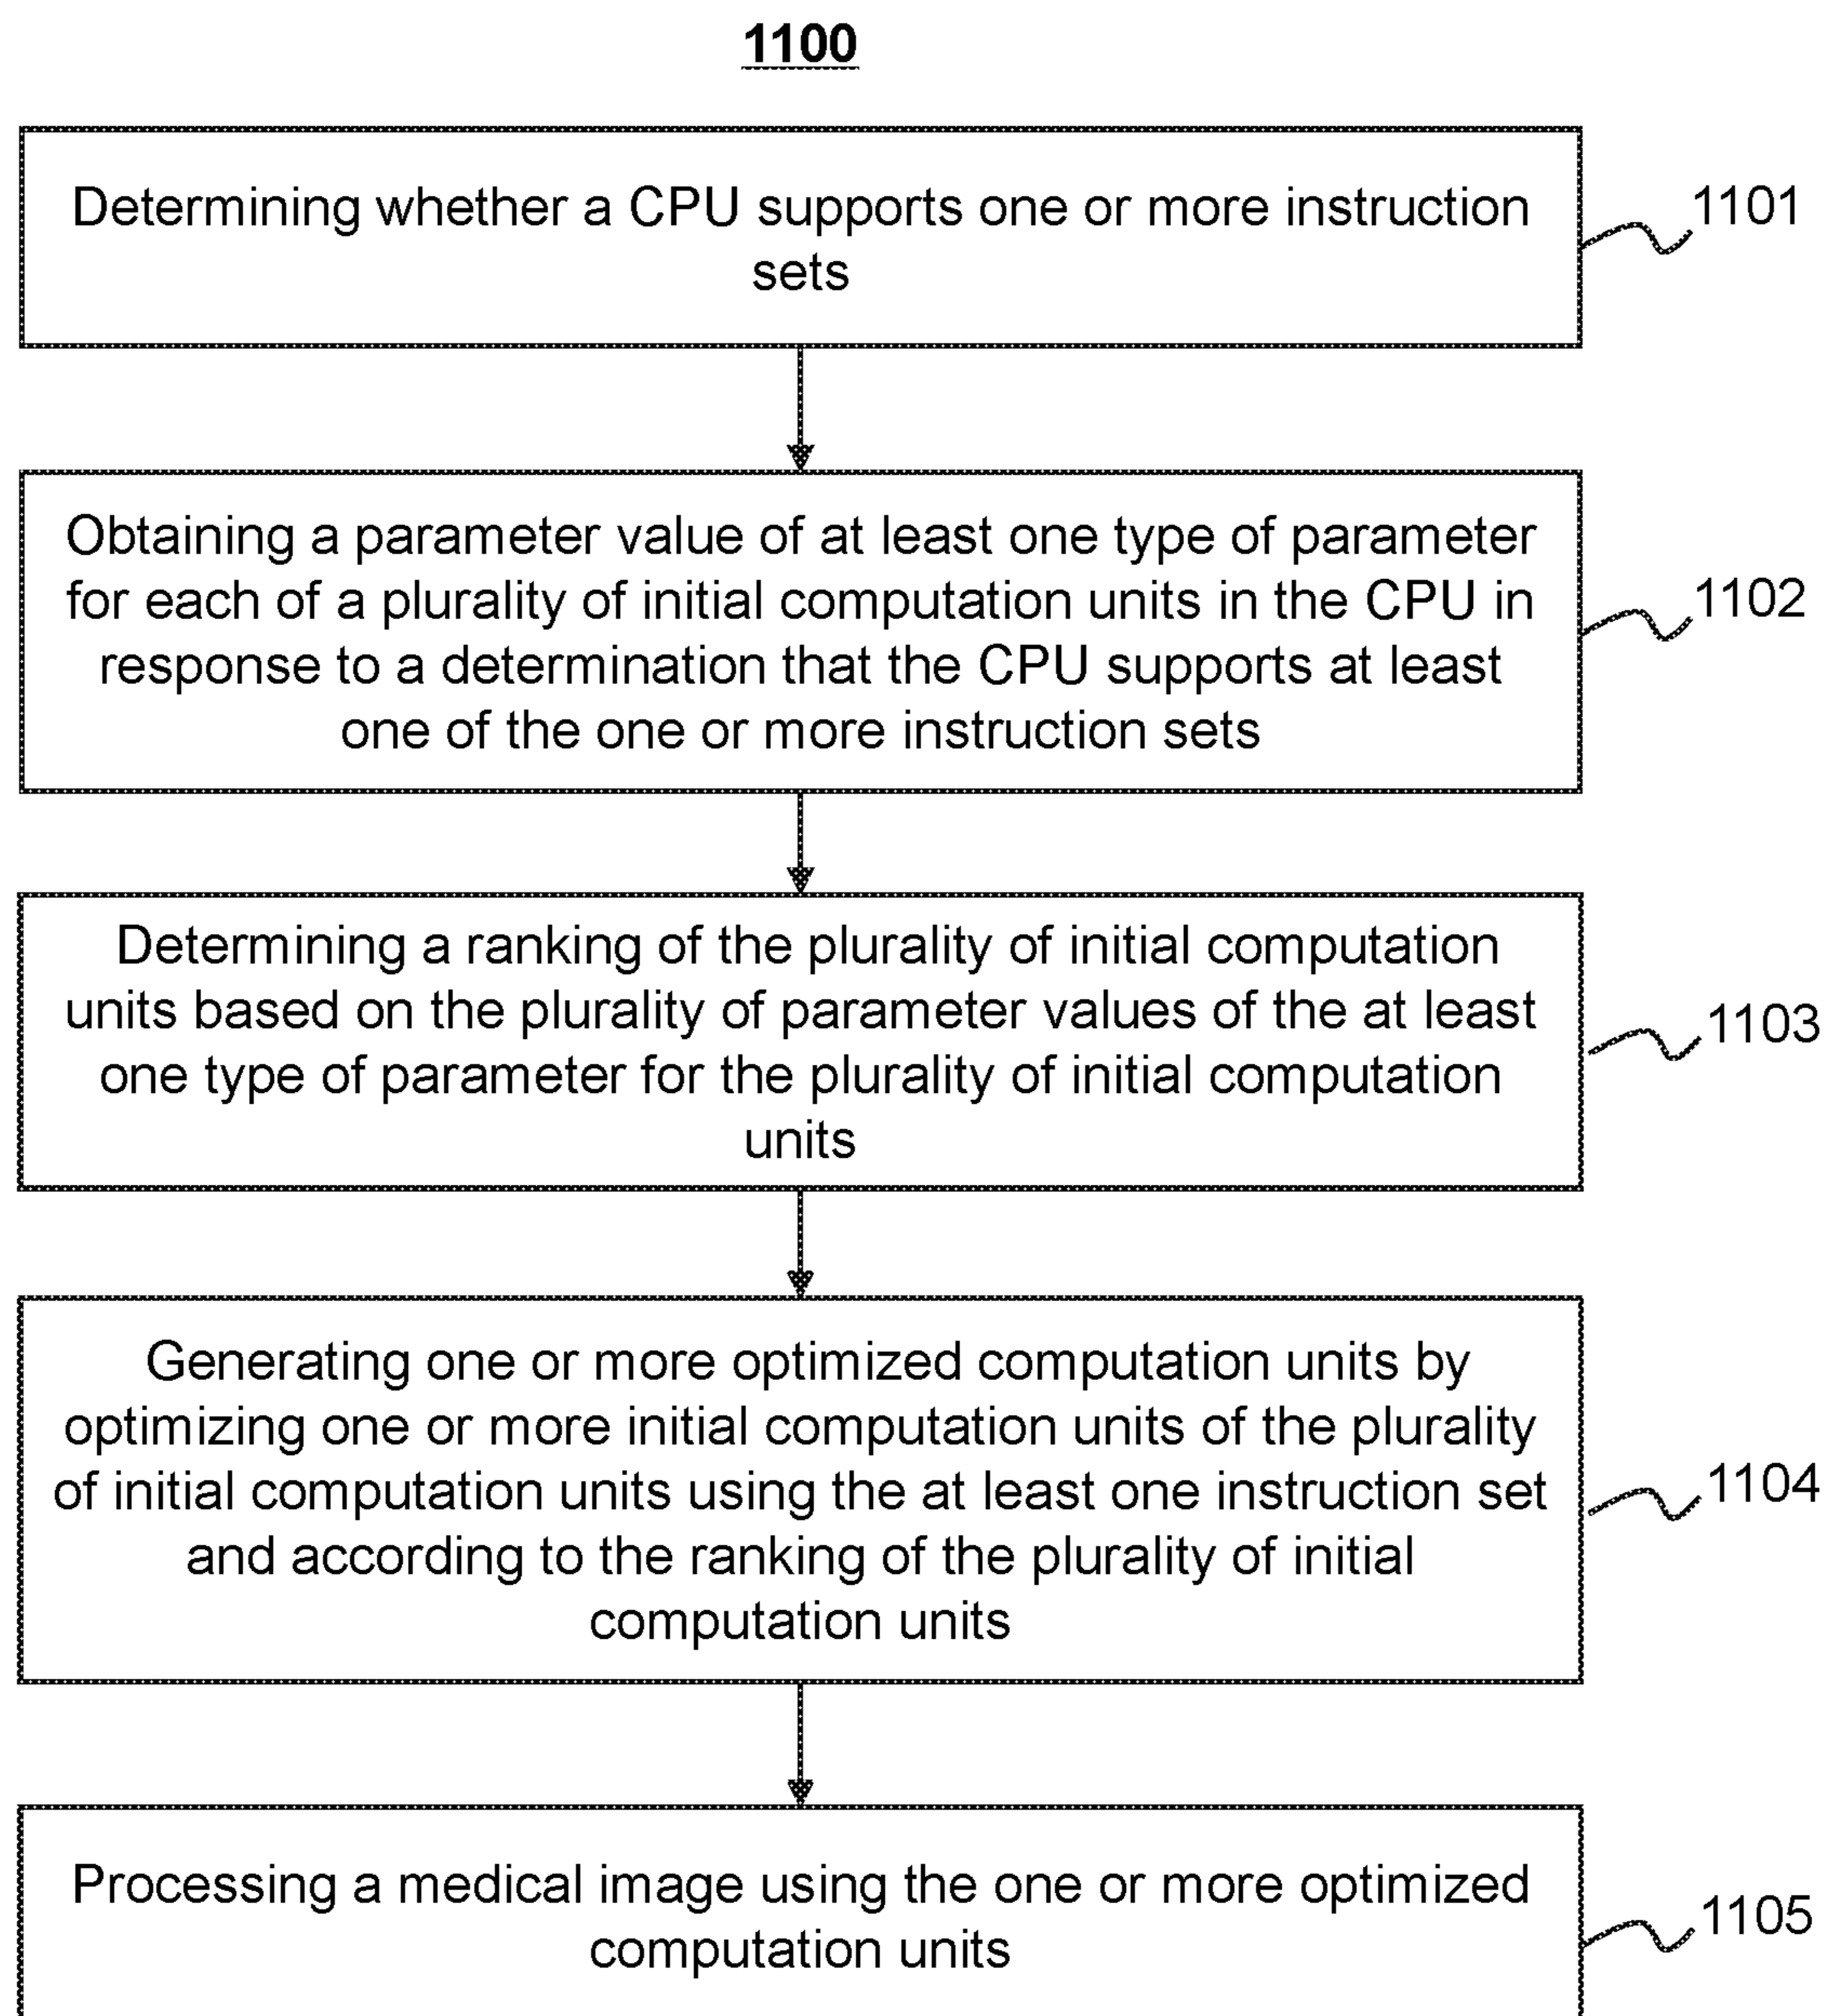 1100
Determining whether a CPU supports one or more instruction
sets
1101
Obtaining a parameter value of at least one type of parameter
for each of a plurality of initial computation units in the CPU in
response to a determination that the CPU supports at least
one of the one or more instruction sets
1102
Determining a ranking of the plurality of initial computation
units based on the plurality of parameter values of the at least
one type of parameter for the plurality of initial computation
units
1103
Generating one or more optimized computation units by
optimizing one or more initial computation units of the plurality
of initial computation units using the at least one instruction set
and according to the ranking of the plurality of initial
computation units
1104
Processing a medical image using the one or more optimized
computation units
1105